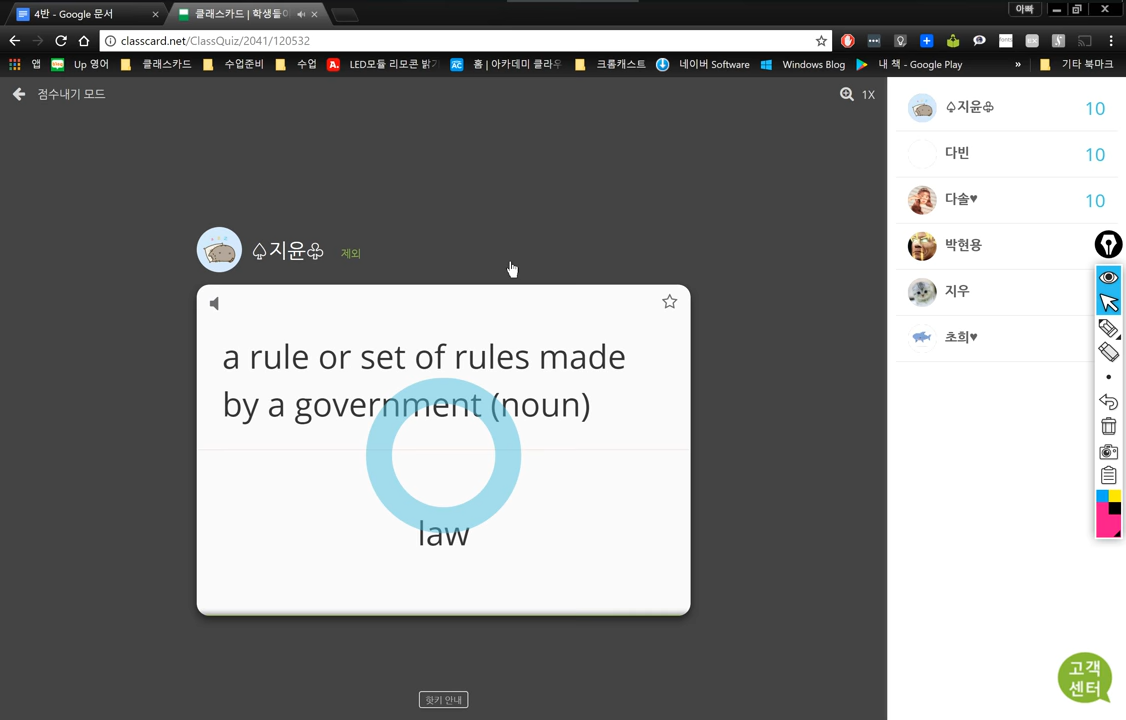 4반 - Google 문서
클래스카드 | 학생들이
아빠
classcard.net/ClassQuiz/2041/120532
앱 Up 영어 클래스카드 수업준비 수업 LED모듈 리모콘 밝기 홈 | 아카데미 클라우 크롬캐스트 네이버 Software Windows Blog 내 책 - Google Play » 기타 북마크
점수내기 모드
1X
♤지윤♧ 제외
a rule or set of rules made
by a government (noun)
law
핫키 안내
♤지윤♧ 10
다빈 10
다솔♥ 10
박현용
지우
초희♥
고객
센터